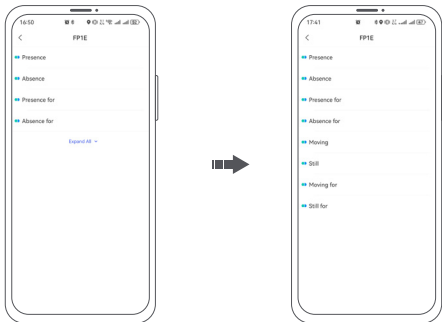 16:50
FP1E
Presence
Absence
Presence for
Absence for
Expand All
17:41
FP1E
Presence
Absence
Presence for
Absence for
Moving
Still
Moving for
Still for